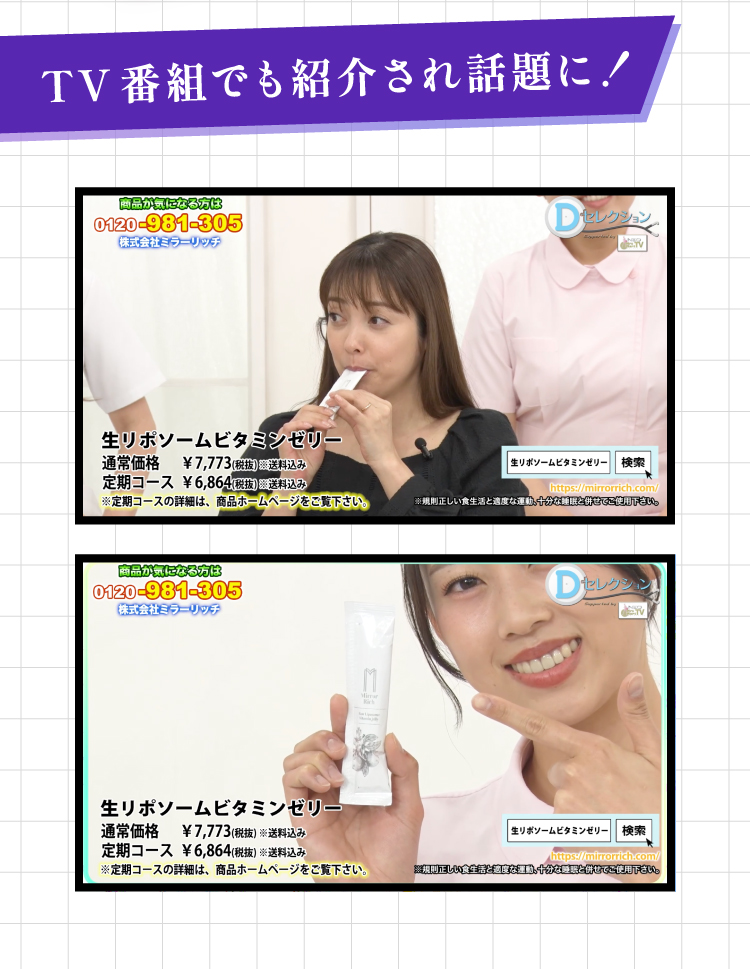 TV番組でも紹介され話題に!
商品が気になる方は
0120-981-305
株式会社ミラーリッチ
Dセレクション
生リポソームビタミンゼリー
通常価格 ¥7,773(税抜)※送料込み
定期コース ¥6,864(税抜)※送料込み
※定期コースの詳細は、商品ホームページをご覧下さい。
生リポソームビタミンゼリー 検索
https://mirrorrich.com/
※規則正しい食生活と適度な運動、十分な睡眠と併せてご使用下さい。
商品が気になる方は
0120-981-305
株式会社ミラーリッチ
Dセレクション
M
Mirror
Rich
生リポソームビタミンゼリー
通常価格 ¥7,773(税抜)※送料込み
定期コース ¥6,864(税抜)※送料込み
※定期コースの詳細は、商品ホームページをご覧下さい。
生リポソームビタミンゼリー 検索
https://mirrorrich.com/
※規則正しい食生活と適度な運動、十分な睡眠と併せてご使用下さい。